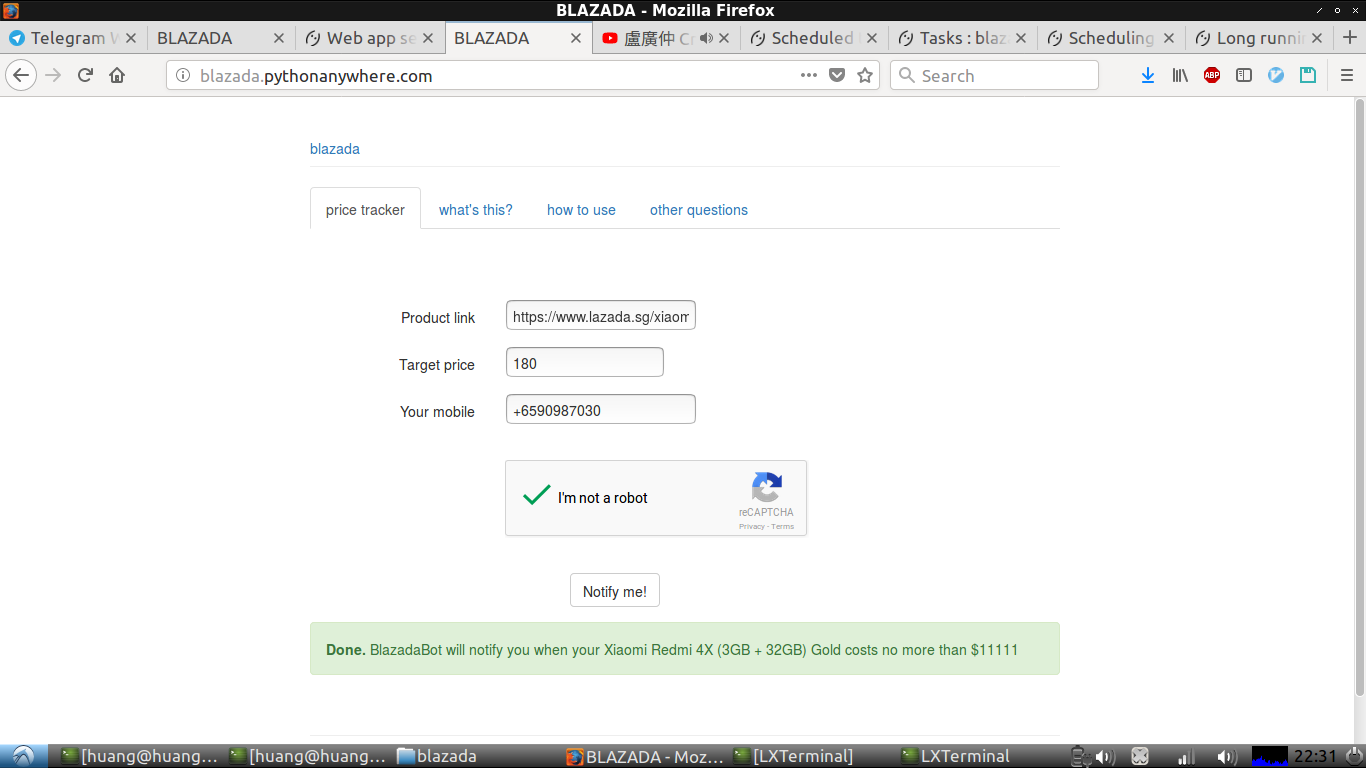 BLAZADA - Mozilla Firefox
Telegram W
BLAZADA
Web app se
BLAZADA
盧廣仲 Cr
Scheduled
Tasks : blaz
Scheduling
Long runni
blazada.pythonanywhere.com
Search
ABP
blazada
price tracker
what's this?
how to use
other questions
Product link
https://www.lazada.sg/xiaom
Target price
180
Your mobile
+6590987030
I'm not a robot
reCAPTCHA
Privacy - Terms
Notify me!
Done. BlazadaBot will notify you when your Xiaomi Redmi 4X (3GB + 32GB) Gold costs no more than $11111
[huang@huang...
[huang@huang...
blazada
BLAZADA - Moz...
[LXTerminal]
LXTerminal
22:31